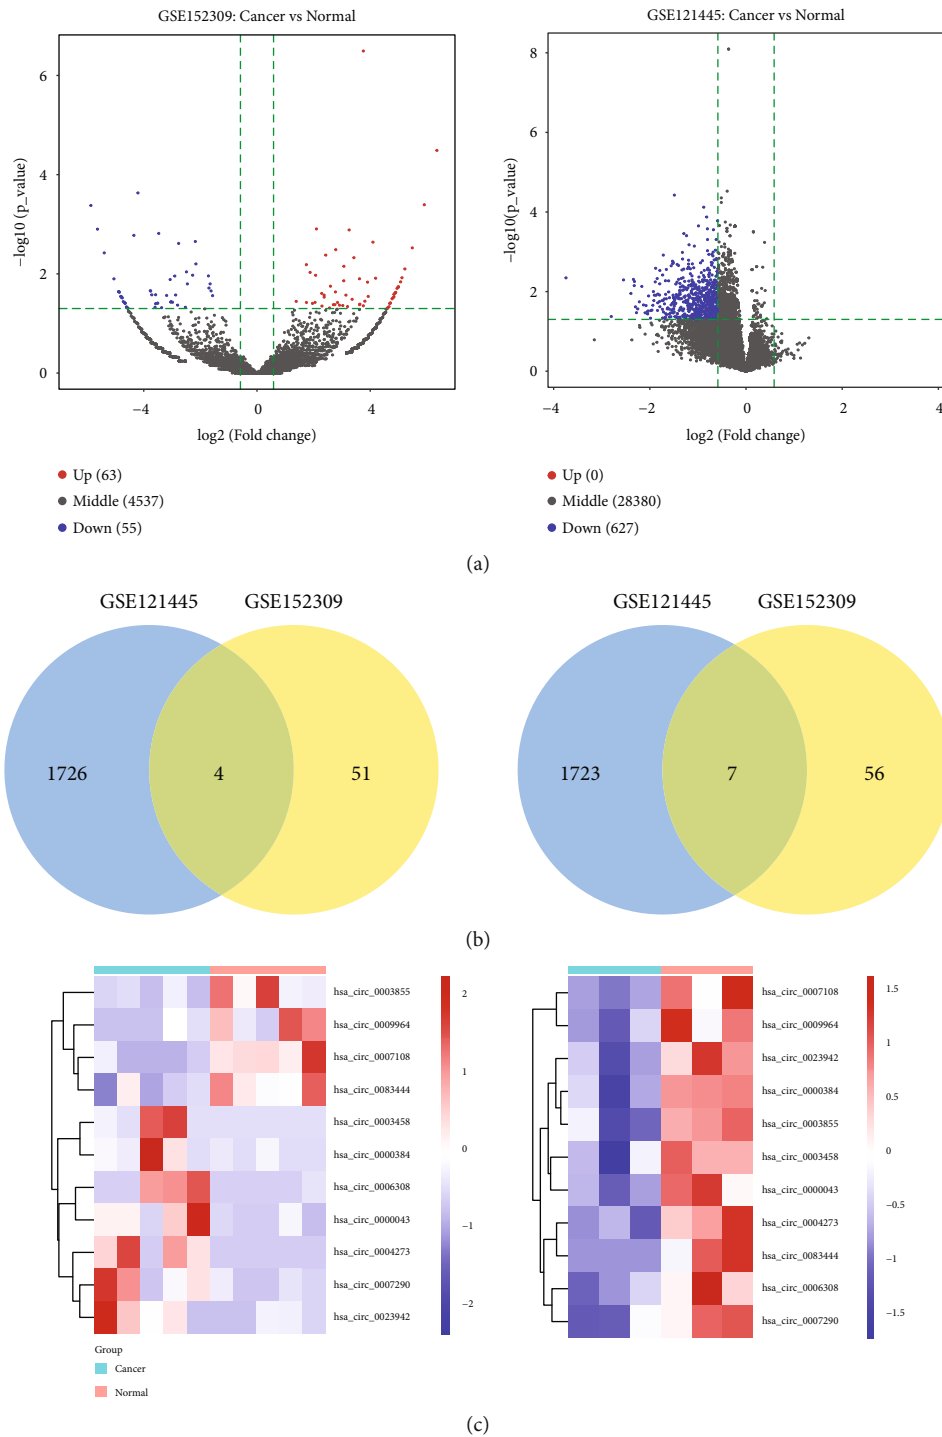 GSE152309: Cancer vs Normal
−log10 (p_value)
6
4
2
0
−4
0
4
log2 (Fold change)
Up (63)
Middle (4537)
Down (55)
GSE121445: Cancer vs Normal
−log10(p_value)
8
6
4
2
0
−4
−2
0
2
4
log2 (Fold change)
Up (0)
Middle (28380)
Down (627)
(a)
GSE121445 GSE152309
1726 4 51
GSE121445 GSE152309
1723 7 56
(b)
hsa_circ_0003855
hsa_circ_0009964
hsa_circ_0007108
hsa_circ_0083444
hsa_circ_0003458
hsa_circ_0000384
hsa_circ_0006308
hsa_circ_0000043
hsa_circ_0004273
hsa_circ_0007290
hsa_circ_0023942
2
1
0
−1
−2
Group
Cancer
Normal
hsa_circ_0007108
hsa_circ_0009964
hsa_circ_0023942
hsa_circ_0000384
hsa_circ_0003855
hsa_circ_0003458
hsa_circ_0000043
hsa_circ_0004273
hsa_circ_0083444
hsa_circ_0006308
hsa_circ_0007290
1.5
1
0.5
0
−0.5
−1
−1.5
(c)